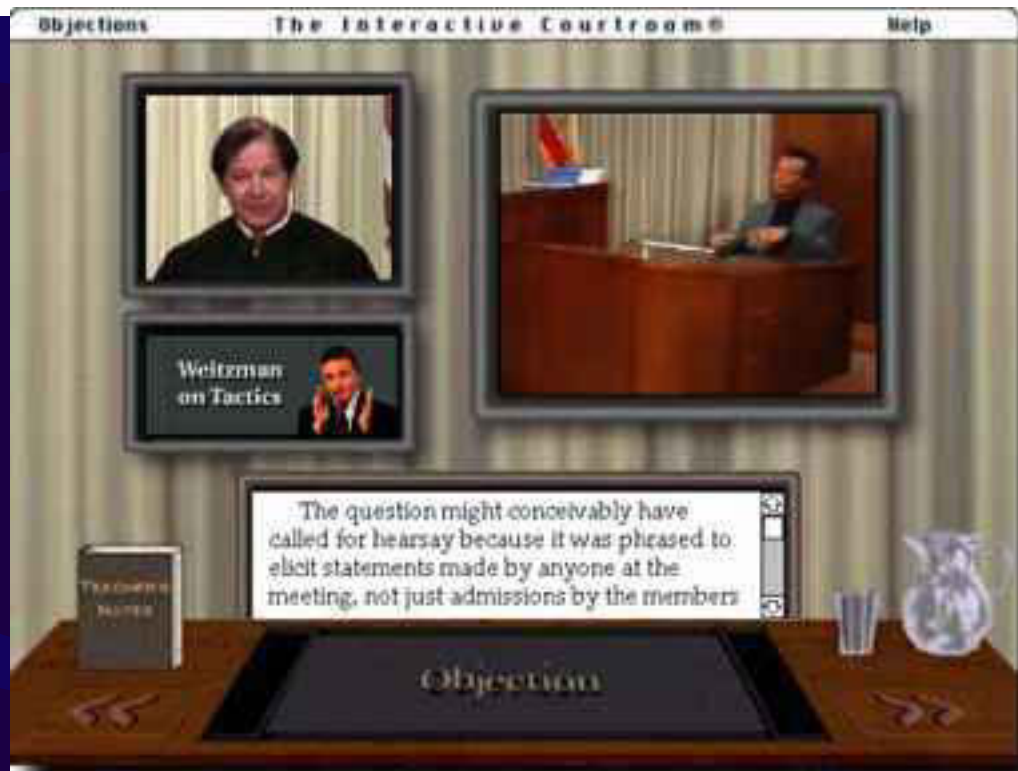 Objections
The Interactive Courtroom®
Help
Weitzman
on Tactics
The question might conceivably have
called for hearsay because it was phrased to
elicit statements made by anyone at the
meeting, not just admissions by the members
Notes
Objection